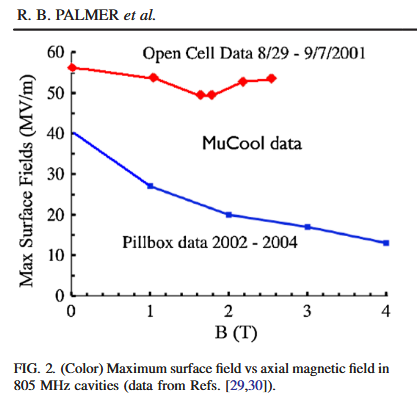 R. B. PALMER et al.
60
50
40
30
20
10
0
Max Surface Fields (MV/m)
Open Cell Data 8/29 - 9/7/2001
MuCool data
Pillbox data 2002 - 2004
0 1 2 3 4
B (T)
FIG. 2. (Color) Maximum surface field vs axial magnetic field in
805 MHz cavities (data from Refs. [29,30]).